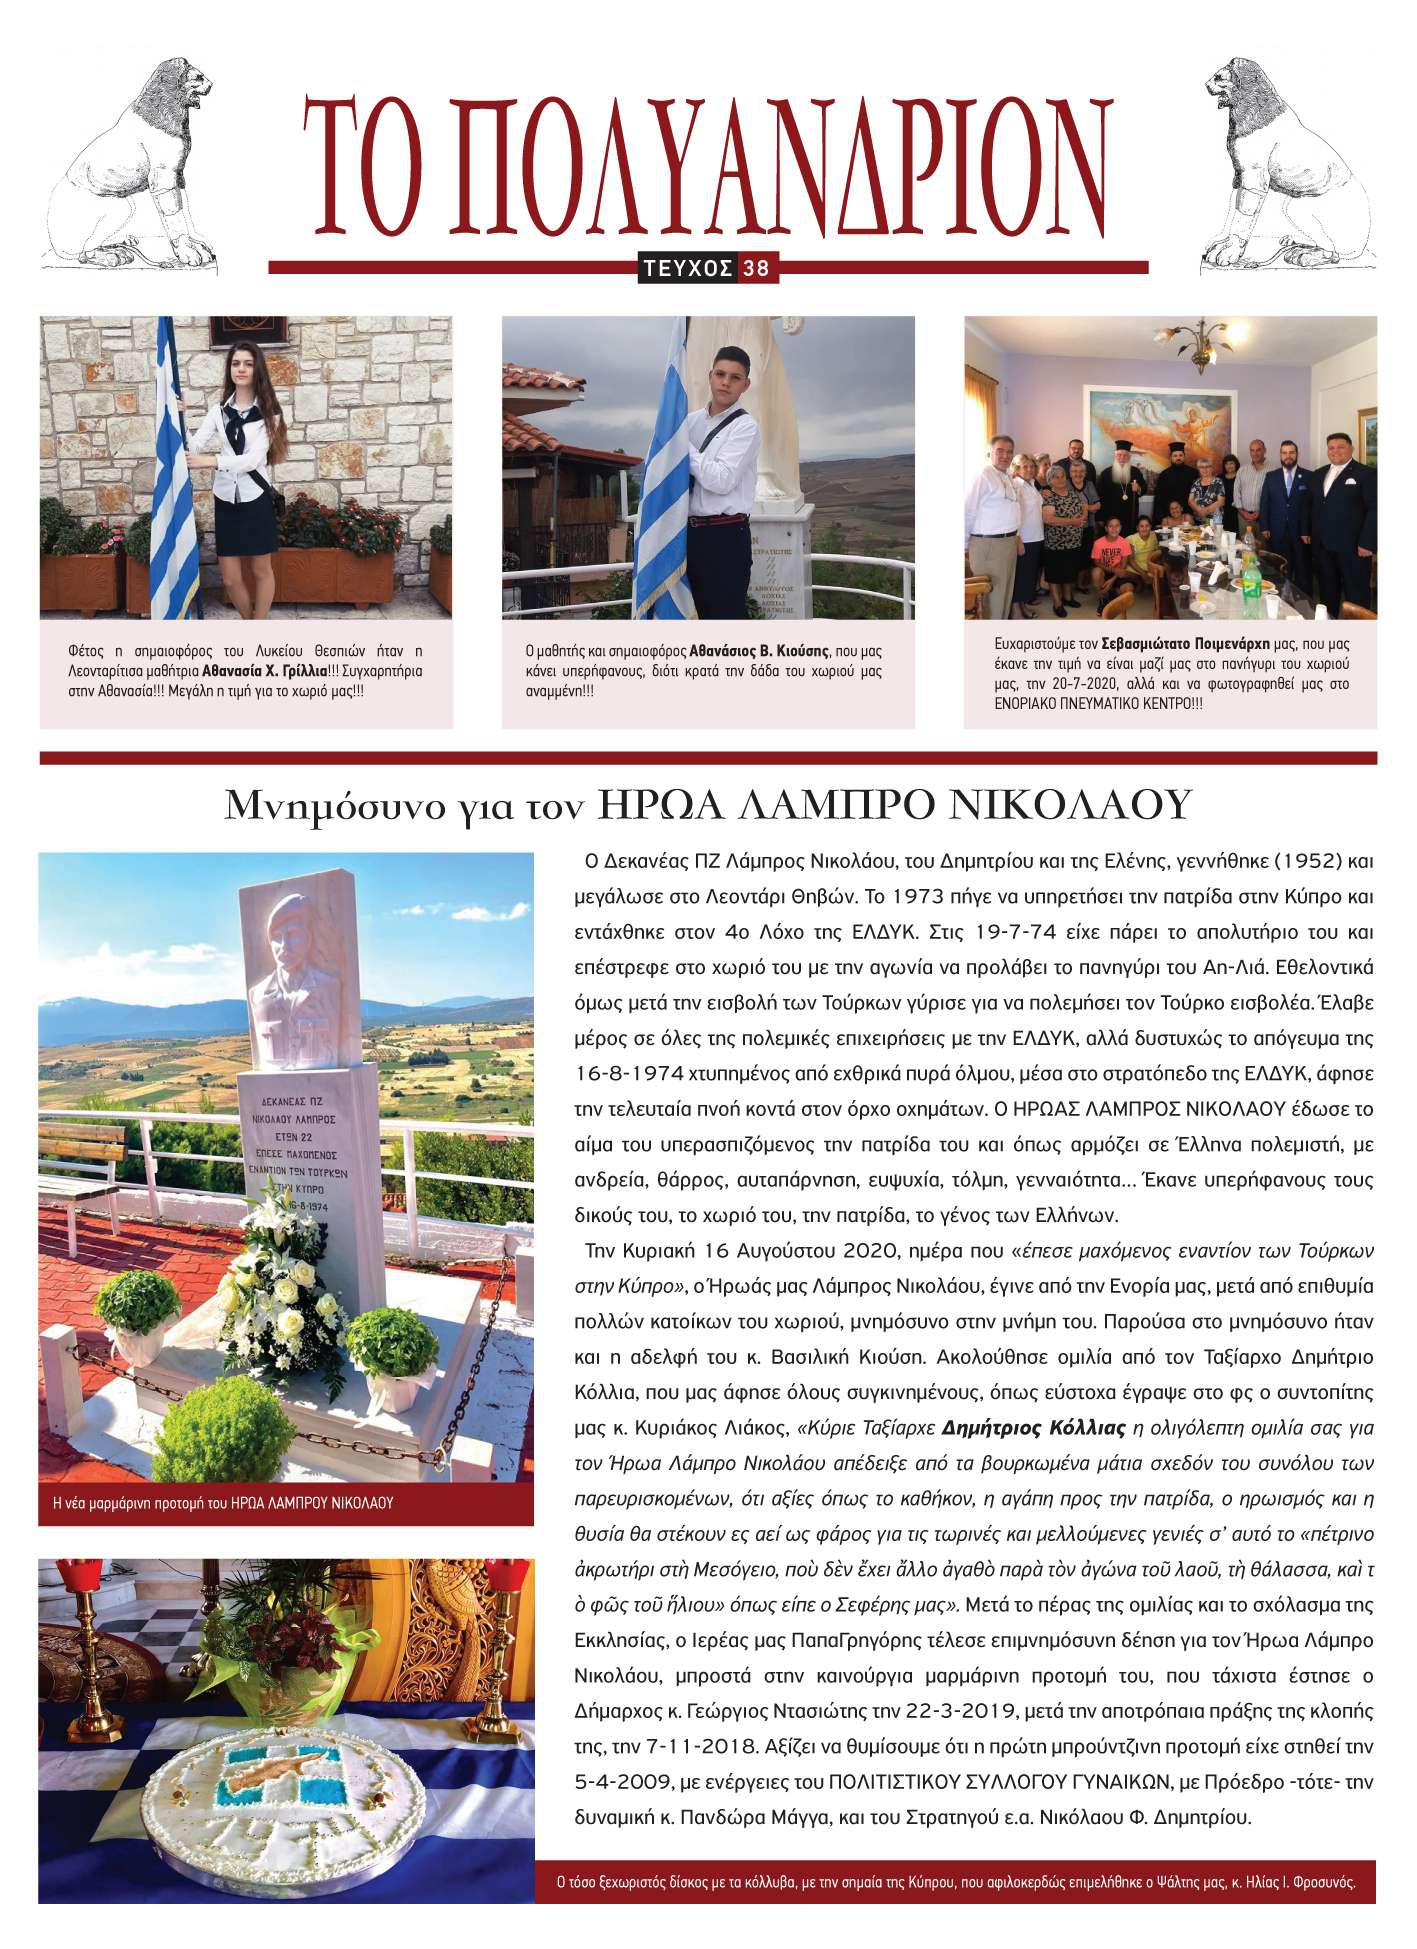 ΤΟ ΠΟΛΥΑΝΔΡΙΟΝ
ΤΕΥΧΟΣ 38
Φέτος η σημαιοφόρος του Λυκείου Θεσπιών ήταν η
Λεονταρίτισα μαθήτρια Αθανασία Χ. Γρίλλια!!! Συγχαρητήρια
στην Αθανασία!!! Μεγάλη η τιμή για το χωριό μας!!!
Ο μαθητής και σημαιοφόρος Αθανάσιος Β. Κιούσης, που μας
κάνει υπερήφανους, διότι κρατά την δάδα του χωριού μας
αναμμένη!!!
Ευχαριστούμε τον Σεβασμιώτατο Ποιμενάρχη μας, που μας
έκανε την τιμή να είναι μαζί μας στο πανήγυρι του χωριού
μας, την 20-7-2020, αλλά και να φωτογραφηθεί μας στο
ΕΝΟΡΙΑΚΟ ΠΝΕΥΜΑΤΙΚΟ ΚΕΝΤΡΟ!!!
Μνημόσυνο για τον ΗΡΩΑ ΛΑΜΠΡΟ ΝΙΚΟΛΑΟΥ
Ο Δεκανέας ΠΖ Λάμπρος Νικολάου, του Δημητρίου και της Ελένης, γεννήθηκε (1952) και
μεγάλωσε στο Λεοντάρι Θηβών. Το 1973 πήγε να υπηρετήσει την πατρίδα στην Κύπρο και
εντάχθηκε στον 4ο Λόχο της ΕΛΔΥΚ. Στις 19-7-74 είχε πάρει το απολυτήριο του και
επέστρεφε στο χωριό του με την αγωνία να προλάβει το πανηγύρι του Αη-Λιά. Εθελοντικά
όμως μετά την εισβολή των Τούρκων γύρισε για να πολεμήσει τον Τούρκο εισβολέα. Έλαβε
μέρος σε όλες της πολεμικές επιχειρήσεις με την ΕΛΔΥΚ, αλλά δυστυχώς το απόγευμα της
16-8-1974 χτυπημένος από εχθρικά πυρά όλμου, μέσα στο στρατόπεδο της ΕΛΔΥΚ, άφησε
την τελευταία πνοή κοντά στον όρχο οχημάτων. Ο ΗΡΩΑΣ ΛΑΜΠΡΟΣ ΝΙΚΟΛΑΟΥ έδωσε το
αίμα του υπερασπιζόμενος την πατρίδα του και όπως αρμόζει σε Έλληνα πολεμιστή, με
ανδρεία, θάρρος, αυταπάρνηση, ευψυχία, τόλμη, γενναιότητα... Έκανε υπερήφανους τους
δικούς του, το χωριό του, την πατρίδα, το γένος των Ελλήνων.
Την Κυριακή 16 Αυγούστου 2020, ημέρα που «έπεσε μαχόμενος εναντίον των Τούρκων
στην Κύπρο», ο Ήρωάς μας Λάμπρος Νικολάου, έγινε από την Ενορία μας, μετά από επιθυμία
πολλών κατοίκων του χωριού, μνημόσυνο στην μνήμη του. Παρούσα στο μνημόσυνο ήταν
και η αδελφή του κ. Βασιλική Κιούση. Ακολούθησε ομιλία από τον Ταξίαρχο Δημήτριο
Κόλλια, που μας άφησε όλους συγκινημένους, όπως εύστοχα έγραψε στο φς ο συντοπίτης
μας κ. Κυριάκος Λιάκος, «Κύριε Ταξίαρχε Δημήτριος Κόλλιας η ολιγόλεπτη ομιλία σας για
τον Ήρωα Λάμπρο Νικολάου απέδειξε από τα βουρκωμένα μάτια σχεδόν του συνόλου των
παρευρισκομένων, ότι αξίες όπως το καθήκον, η αγάπη προς την πατρίδα, ο ηρωισμός και η
θυσία θα στέκουν ες αεί ως φάρος για τις τωρινές και μελλούμενες γενιές σ’ αυτό το «πέτρινο
ἀκρωτήρι στὴ Μεσόγειο, ποὺ δὲν ἔχει ἄλλο ἀγαθὸ παρὰ τὸν ἀγώνα τοῦ λαοῦ, τὴ θάλασσα, καὶ τ
ὸ φῶς τοῦ ἥλιου» όπως είπε ο Σεφέρης μας». Μετά το πέρας της ομιλίας και το σχόλασμα της
Εκκλησίας, ο Ιερέας μας ΠαπαΓρηγόρης τέλεσε επιμνημόσυνη δέηση για τον Ήρωα Λάμπρο
Νικολάου, μπροστά στην καινούργια μαρμάρινη προτομή του, που τάχιστα έστησε ο
Δήμαρχος κ. Γεώργιος Ντασιώτης την 22-3-2019, μετά την αποτρόπαια πράξης της κλοπής
της, την 7-11-2018. Αξίζει να θυμίσουμε ότι η πρώτη μπρούντζινη προτομή είχε στηθεί την
5-4-2009, με ενέργειες του ΠΟΛΙΤΙΣΤΙΚΟΥ ΣΥΛΛΟΓΟΥ ΓΥΝΑΙΚΩΝ, με Πρόεδρο -τότε- την
δυναμική κ. Πανδώρα Μάγγα, και του Στρατηγού ε.α. Νικόλαου Φ. Δημητρίου.
ΔΕΚΑΝΕΑΣ ΠΖ
ΝΙΚΟΛΑΟΥ ΛΑΜΠΡΟΣ
ΕΤΩΝ 22
ΕΠΕΣΕ ΜΑΧΟΜΕΝΟΣ
ΕΝΑΝΤΙΟΝ ΤΩΝ ΤΟΥΡΚΩΝ
ΣΤΗΝ ΚΥΠΡΟ
16-8-1974
Η νέα μαρμάρινη προτομή του ΗΡΩΑ ΛΑΜΠΡΟΥ ΝΙΚΟΛΑΟΥ
Ο τόσο ξεχωριστός δίσκος με τα κόλλυβα, με την σημαία της Κύπρου, που αφιλοκερδώς επιμελήθηκε ο Ψάλτης μας, κ. Ηλίας Ι. Φροσυνός.